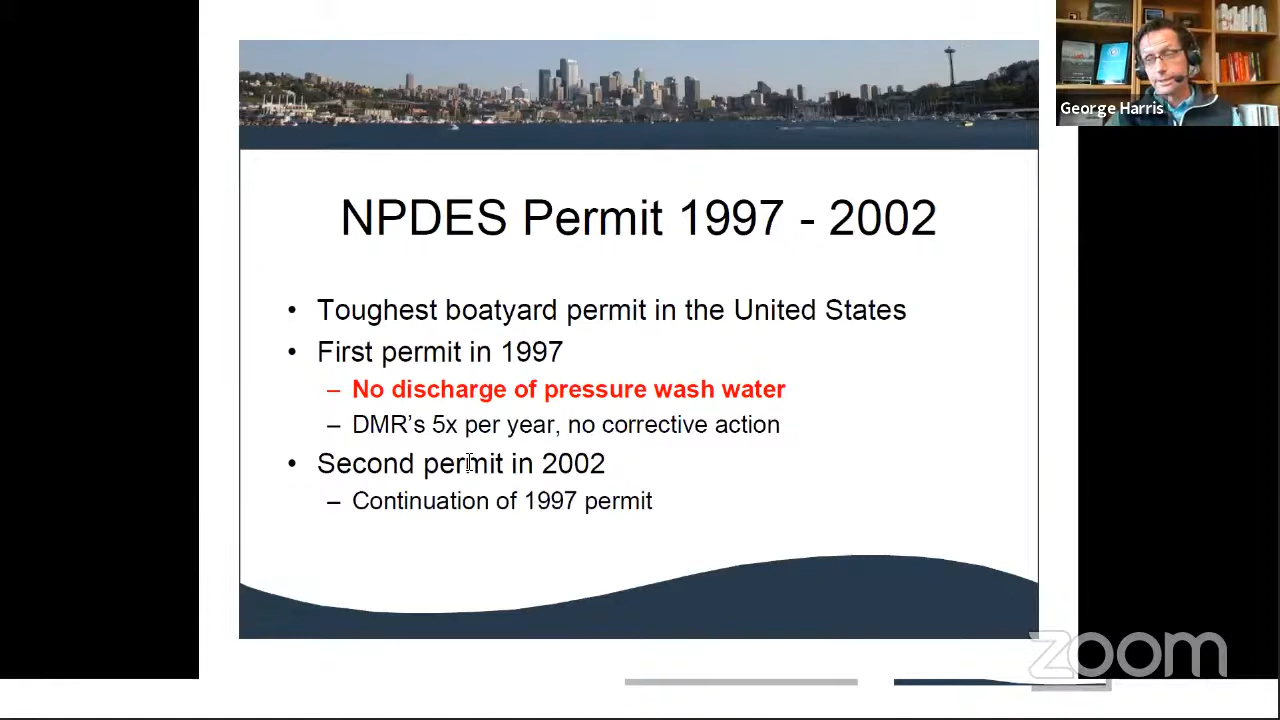 George Harris
NPDES Permit 1997 - 2002
• Toughest boatyard permit in the United States
• First permit in 1997
– No discharge of pressure wash water
– DMR's 5x per year, no corrective action
• Second permit in 2002
– Continuation of 1997 permit
zoom